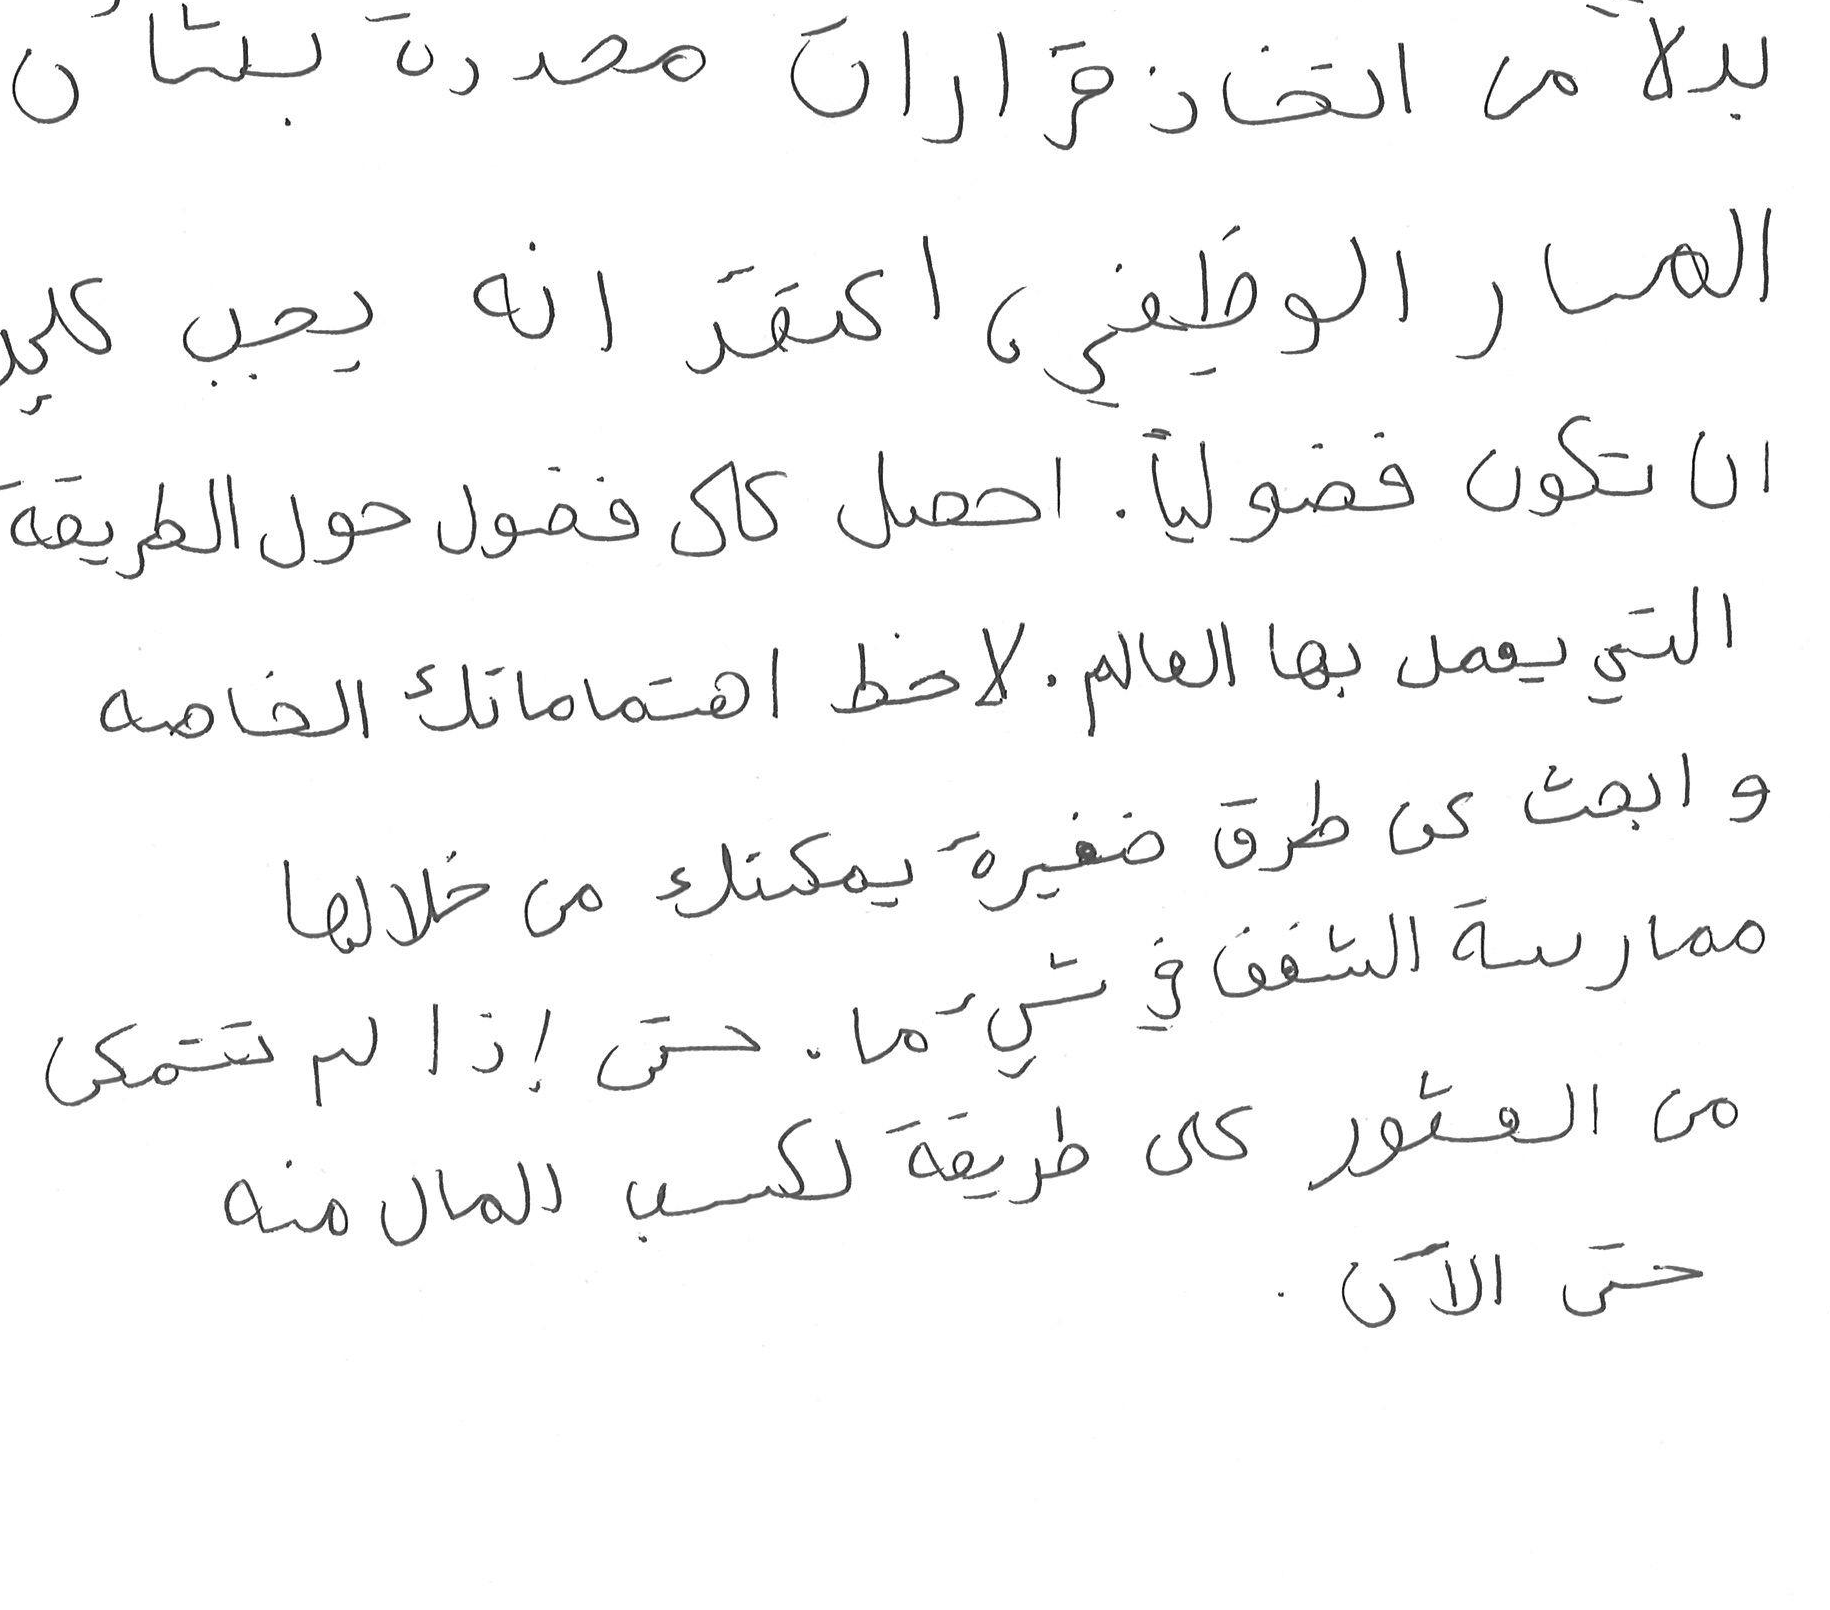 بدلاً من اتخاذ قرارات محددة بشأن
المسار الوظيفي، اعتقد انه يجب عليك
ان تكون فضولياً. احصل على فضول حول الطريقة
التي يعمل بها العالم. لاحظ اهتماماتك الخاصه
و ابحث عن طرق صغيرة يمكنك من خلالها
ممارسة الشغف في شيء ما. حتى إذا لم تتمكن
من العثور على طريقة لكسب المال منه
حتى الآن .